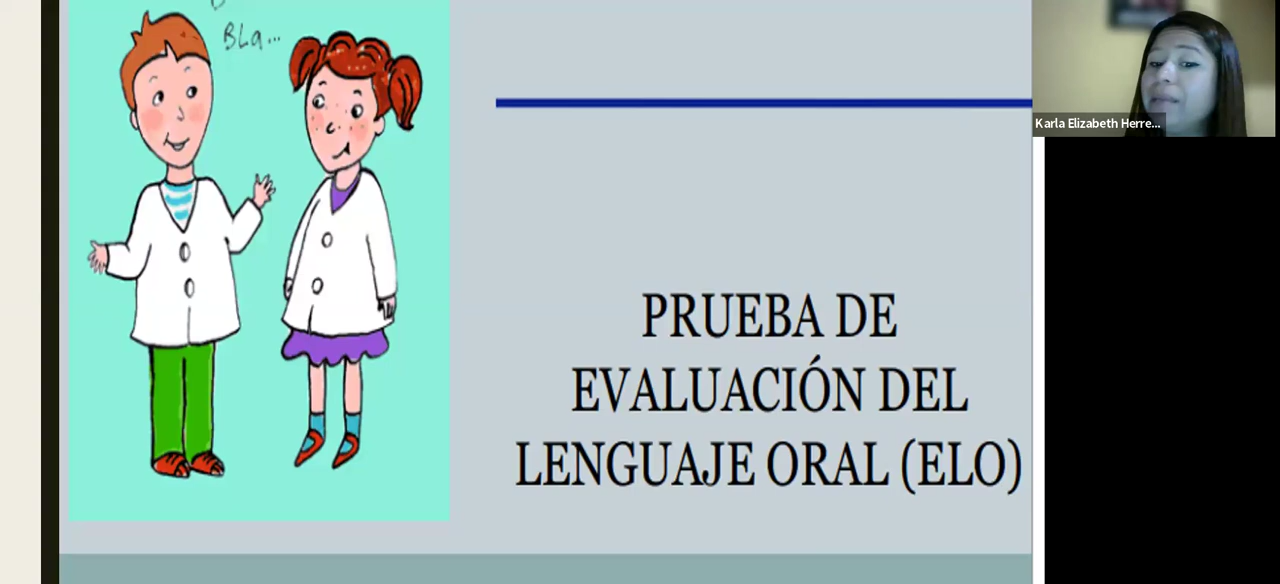 BLa...
Karla Elizabeth Herre...
PRUEBA DE
EVALUACIÓN DEL
LENGUAJE ORAL (ELO)